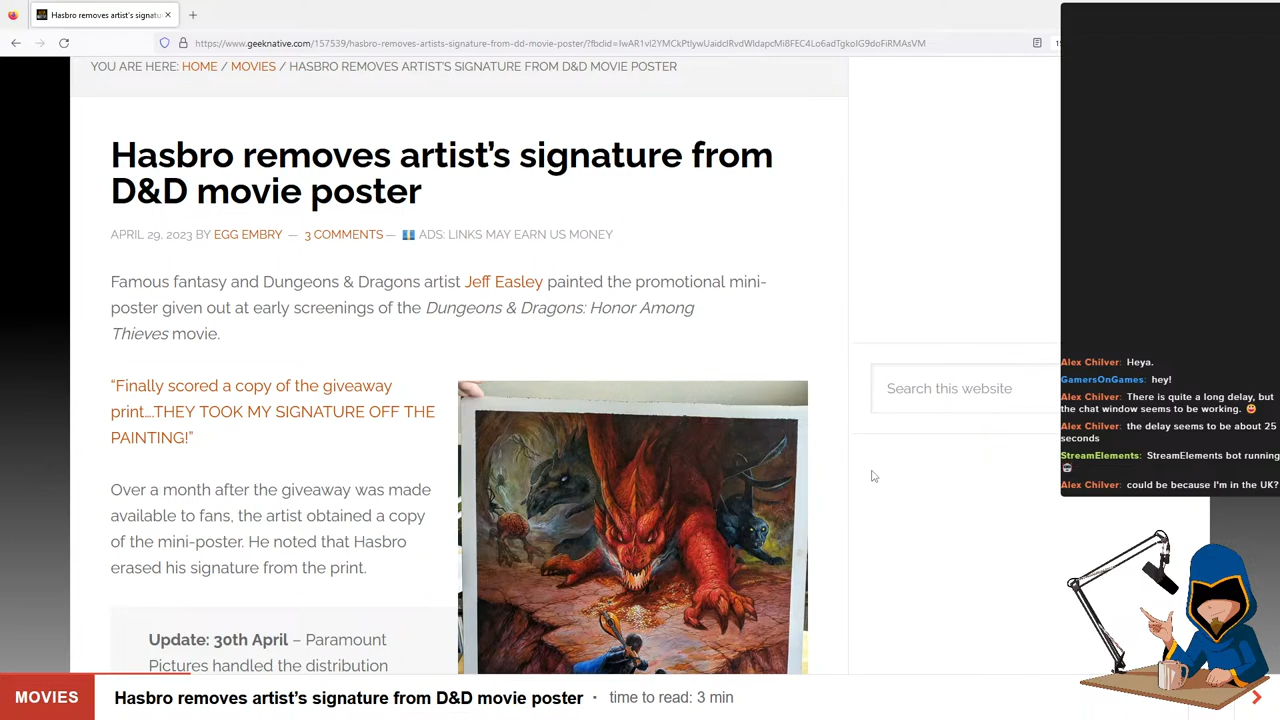 Hasbro removes artist's signatu
https://www.geeknative.com/157539/hasbro-removes-artists-signature-from-dd-movie-poster/?fbclid=
YOU ARE HERE: HOME / MOVIES / HASBRO REMOVES ARTIST'S SIGNATURE FROM D&D MOVIE POSTER
Hasbro removes artist's signature from
D&D movie poster
APRIL 29, 2023 BY EGG EMBRY — 3 COMMENTS — ADS: LINKS MAY EARN US MONEY
Famous fantasy and Dungeons & Dragons artist Jeff Easley painted the promotional mini-
poster given out at early screenings of the Dungeons & Dragons: Honor Among
Thieves movie.
"Finally scored a copy of the giveaway
print….THEY TOOK MY SIGNATURE OFF THE
PAINTING!"
Over a month after the giveaway was made
available to fans, the artist obtained a copy
of the mini-poster. He noted that Hasbro
erased his signature from the print.
Update: 30th April – Paramount
Pictures handled the distribution
Search this website
Alex Chilver: Heya.
GamersOnGames: hey!
Alex Chilver: There is quite a long delay, but
the chat window seems to be working.
Alex Chilver: the delay seems to be about 25
seconds
StreamElements: StreamElements bot running
Alex Chilver: could be because I'm in the UK?
MOVIES
Hasbro removes artist's signature from D&D movie poster · time to read: 3 min